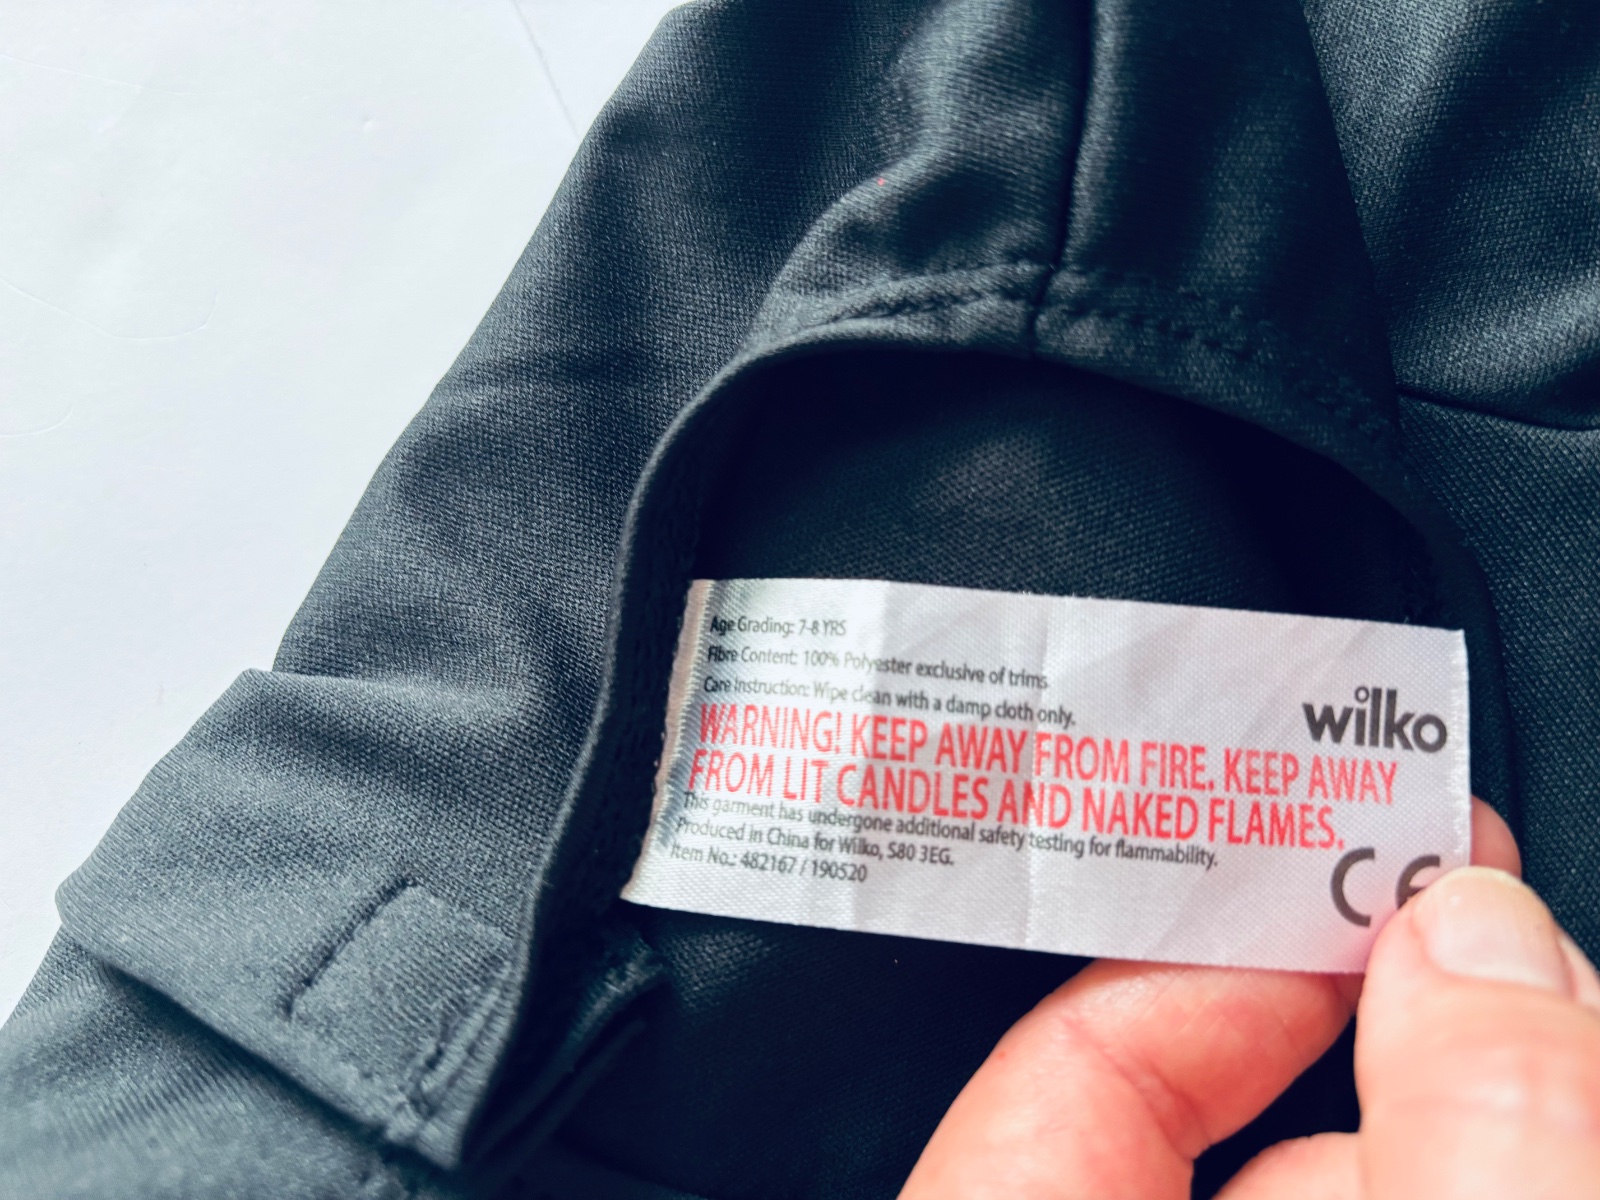 Age Grading: 7-8 YRS
Fibre Content: 100% Polyester exclusive of trims
Care Instruction: Wipe clean with a damp cloth only.
wilko
WARNING! KEEP AWAY FROM FIRE. KEEP AWAY
FROM LIT CANDLES AND NAKED FLAMES.
This garment has undergone additional safety testing for flammability.
Produced in China for Wilko, S80 3EG.
Item No.: 482167 / 190520
CE